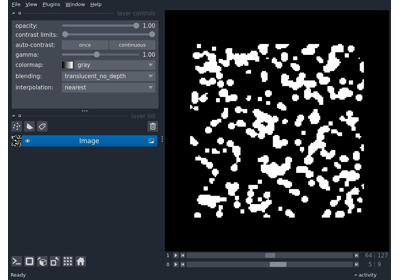 File View Plugins Window Help
layer controls
opacity: 1.00
contrast limits:
auto-contrast: once continuous
gamma: 1.00
colormap: gray
blending: translucent_no_depth
interpolation: nearest
layer list
Image
1 64 127
0 5 9
Ready activity